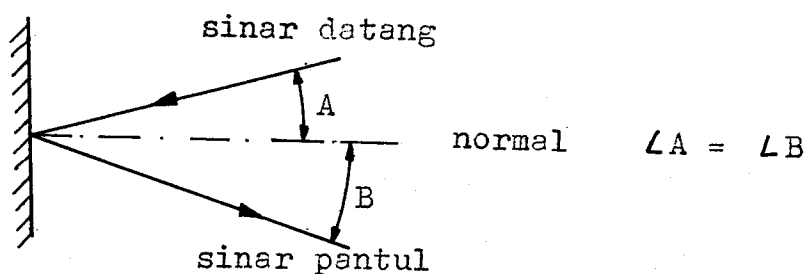 sinar datang
A
normal ∠A = ∠B
B
sinar pantul